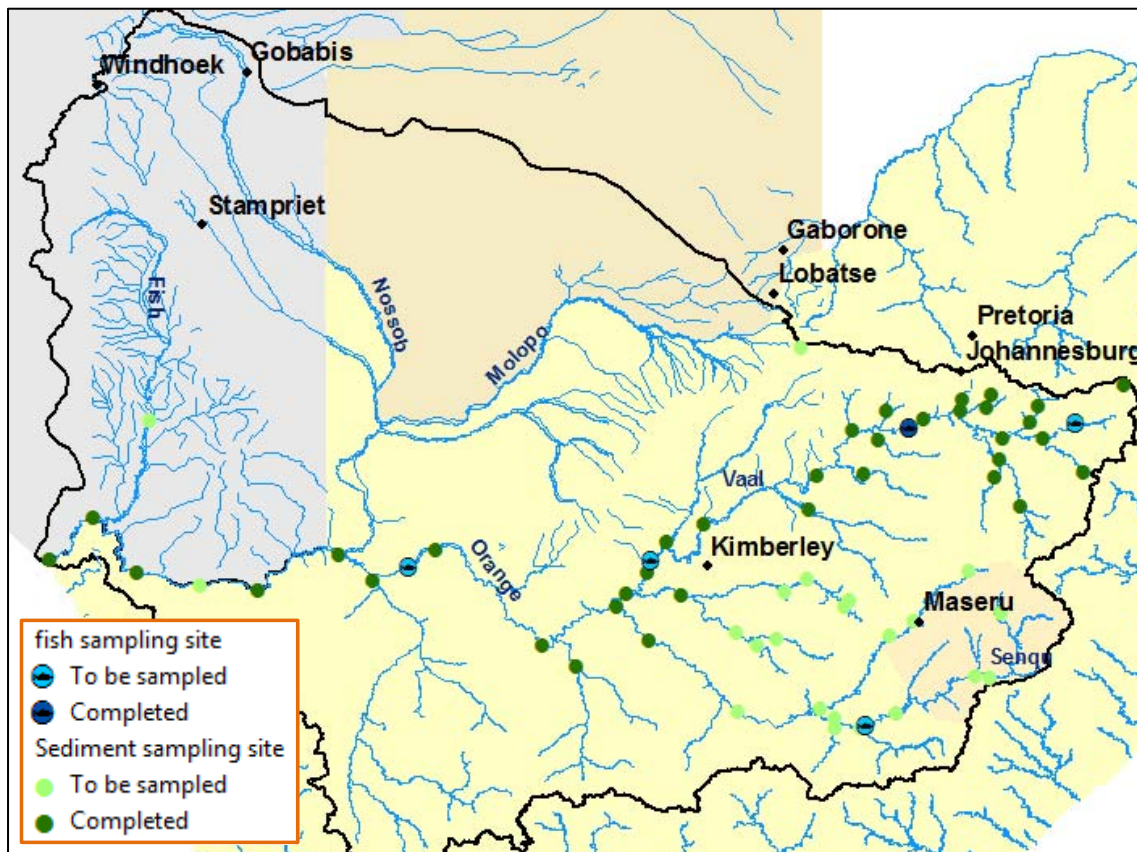 Windhoek
Gobabis
Stampriet
Fish
Nossob
Molopo
Gaborone
Lobatse
Pretoria
Johannesburg
Vaal
Kimberley
Orange
Maseru
Senqu
fish sampling site
To be sampled
Completed
Sediment sampling site
To be sampled
Completed